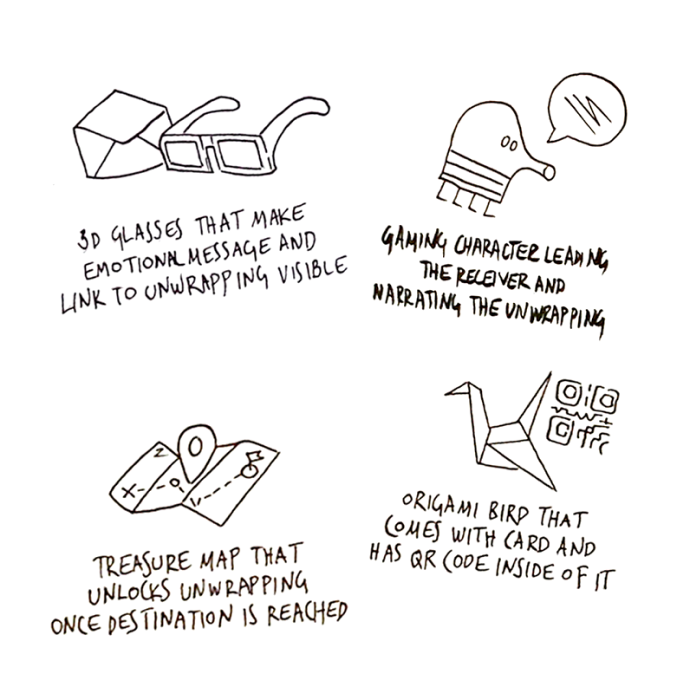 3D GLASSES THAT MAKE
EMOTIONAL MESSAGE AND
LINK TO UNWRAPPING VISIBLE
GAMING CHARACTER LEADING
THE RECEIVER AND
NARRATING THE UNWRAPPING
TREASURE MAP THAT
UNLOCKS UNWRAPPING
ONCE DESTINATION IS REACHED
ORIGAMI BIRD THAT
COMES WITH CARD AND
HAS QR CODE INSIDE OF IT